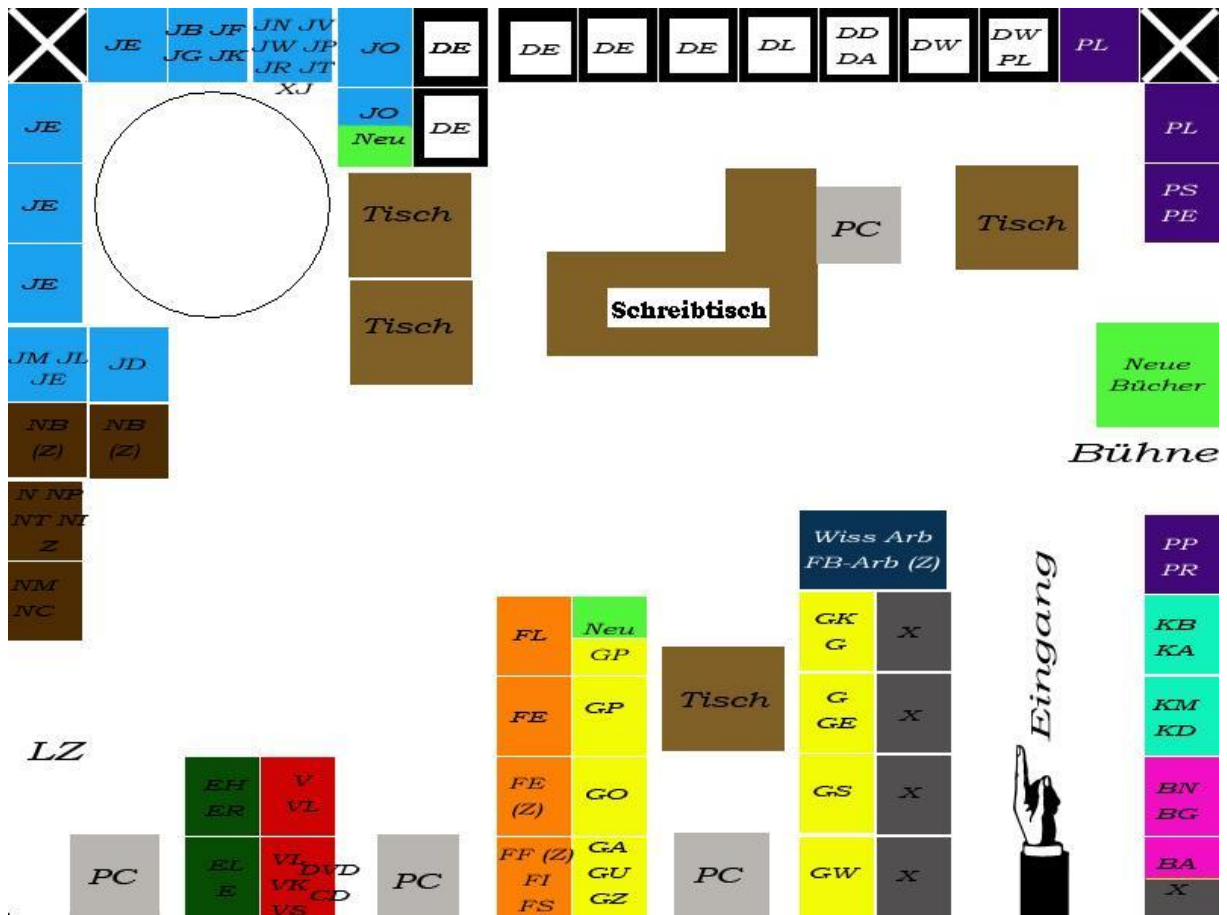 JE
JB JF
JG JK
JN JV
JW JP
JR JT
XJ
JO
DE
DE
DE
DE
DL
DD
DA
DW
DW
PL
PL
JE
JO
Neu
DE
PL
JE
Tisch
PC
Tisch
PS
PE
JE
Tisch
Schreibtisch
JM JL
JE
JD
Neue
Bücher
NB
(Z)
NB
(Z)
Bühne
N NP
NT NI
Z
Wiss Arb
FB-Arb (Z)
PP
PR
NM
NC
FL
Neu
GP
GK
G
X
Eingang
KB
KA
FE
GP
Tisch
G
GE
X
KM
KD
LZ
EH
ER
V
VL
FE
(Z)
GO
GS
X
BN
BG
PC
EL
E
VL
VK
VS
DVD
CD
PC
FF (Z)
FI
FS
GA
GU
GZ
PC
GW
X
BA
X